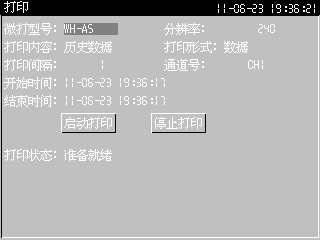 打印 11-06-23 19:36:21
微打型号: WH-AS 分辨率: 240
打印内容: 历史数据 打印形式: 数据
打印间隔: 1 通道号: CH1
开始时间: 11-06-23 19:36:17
结束时间: 11-06-23 19:36:17
启动打印 停止打印
打印状态: 准备就绪